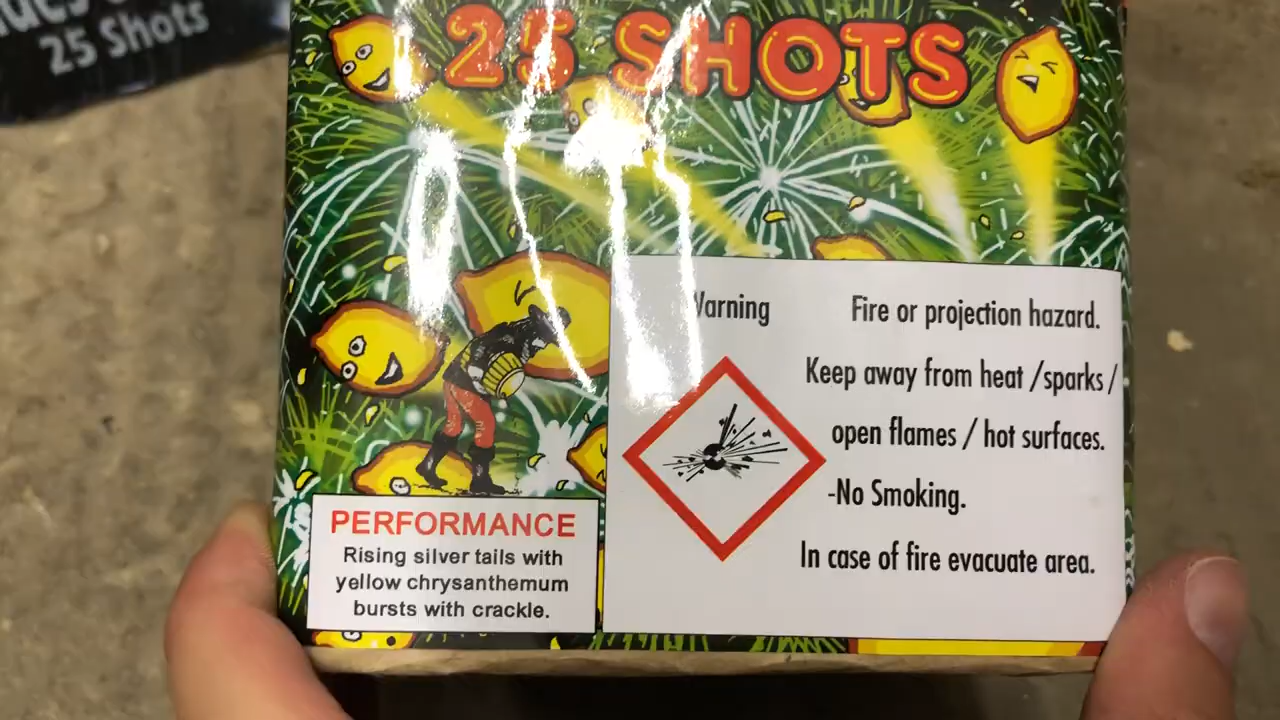 25 Shots
25 SHOTS
Warning
Fire or projection hazard.
Keep away from heat /sparks /
open flames / hot surfaces.
-No Smoking.
In case of fire evacuate area.
PERFORMANCE
Rising silver tails with
yellow chrysanthemum
bursts with crackle.